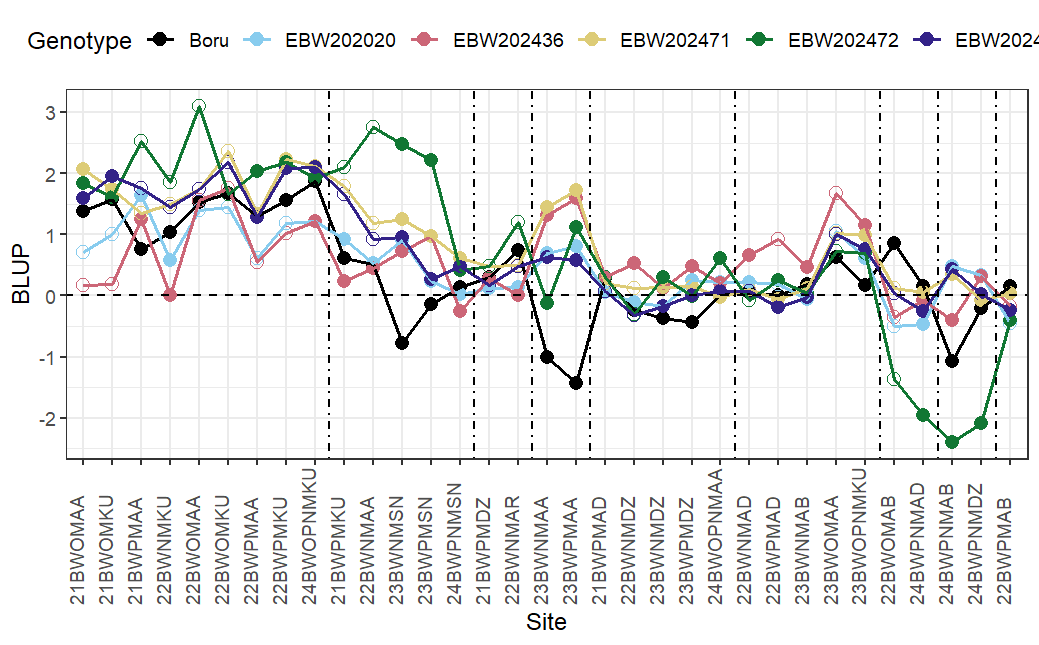 Genotype Boru EBW202020 EBW202436 EBW202471 EBW202472 EBW2024
3
2
1
0
-1
-2
BLUP
21BWOMAA
21BWOMKU
21BWPMAA
22BWNMKU
22BWOMAA
22BWOMKU
22BWPMAA
22BWPMKU
24BWOPNMKU
21BWPMKU
22BWNMAA
23BWNMSN
23BWPMSN
24BWPNMSN
21BWPMDZ
22BWNMAR
23BWNMAA
23BWPMAA
21BWPMAD
22BWNMDZ
23BWNMDZ
23BWPMDZ
24BWOPNMAA
22BWNMAD
22BWPMAD
23BWNMAB
23BWOMAA
23BWOPNMKU
22BWOMAB
24BWPNMAD
24BWPNMAB
24BWPNMDZ
22BWPMAB
Site